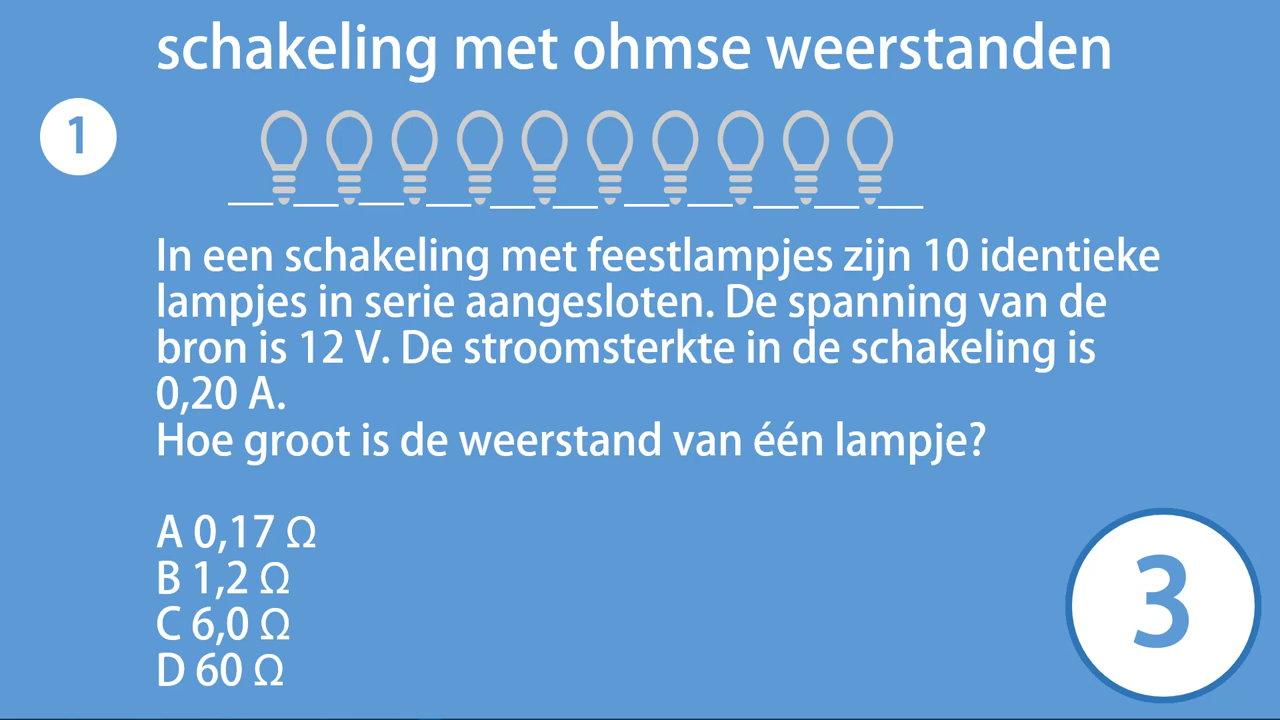 schakeling met ohmse weerstanden
1
In een schakeling met feestlampjes zijn 10 identieke
lampjes in serie aangesloten. De spanning van de
bron is 12 V. De stroomsterkte in de schakeling is
0,20 A.
Hoe groot is de weerstand van één lampje?
A 0,17 Ω
B 1,2 Ω
C 6,0 Ω
D 60 Ω
3